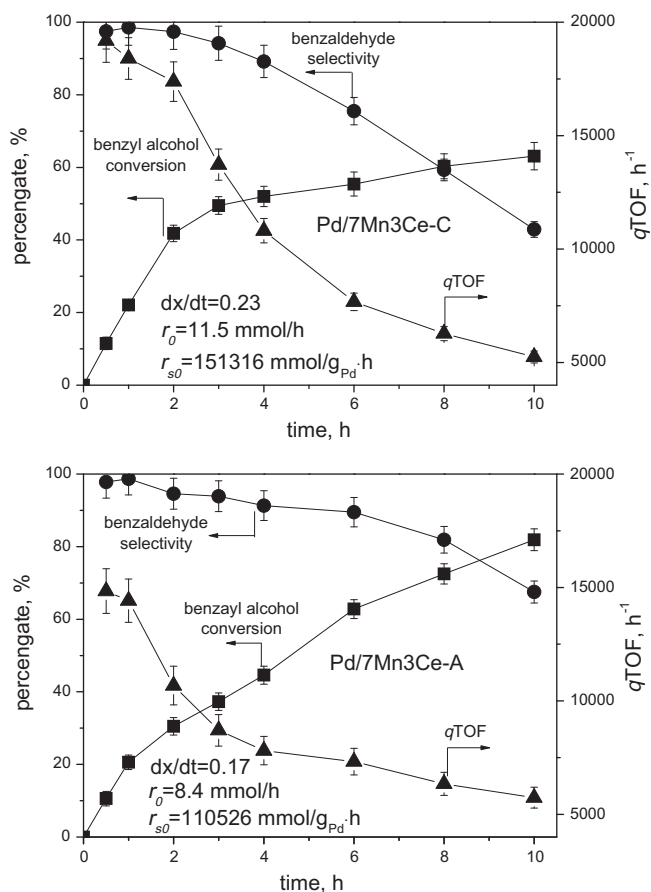 100
80
60
40
20
0
percengate, %
20000
15000
10000
5000
qTOF, h⁻¹
benzaldehyde
selectivity
benzyl alcohol
conversion
Pd/7Mn3Ce-C
qTOF
dx/dt=0.23
r₀=11.5 mmol/h
rₛ₀=151316 mmol/g_Pd·h
0 2 4 6 8 10
time, h
100
80
60
40
20
0
percengate, %
20000
15000
10000
5000
qTOF, h⁻¹
benzaldehyde
selectivity
benzayl alcohol
conversion
Pd/7Mn3Ce-A
qTOF
dx/dt=0.17
r₀=8.4 mmol/h
rₛ₀=110526 mmol/g_Pd·h
0 2 4 6 8 10
time, h